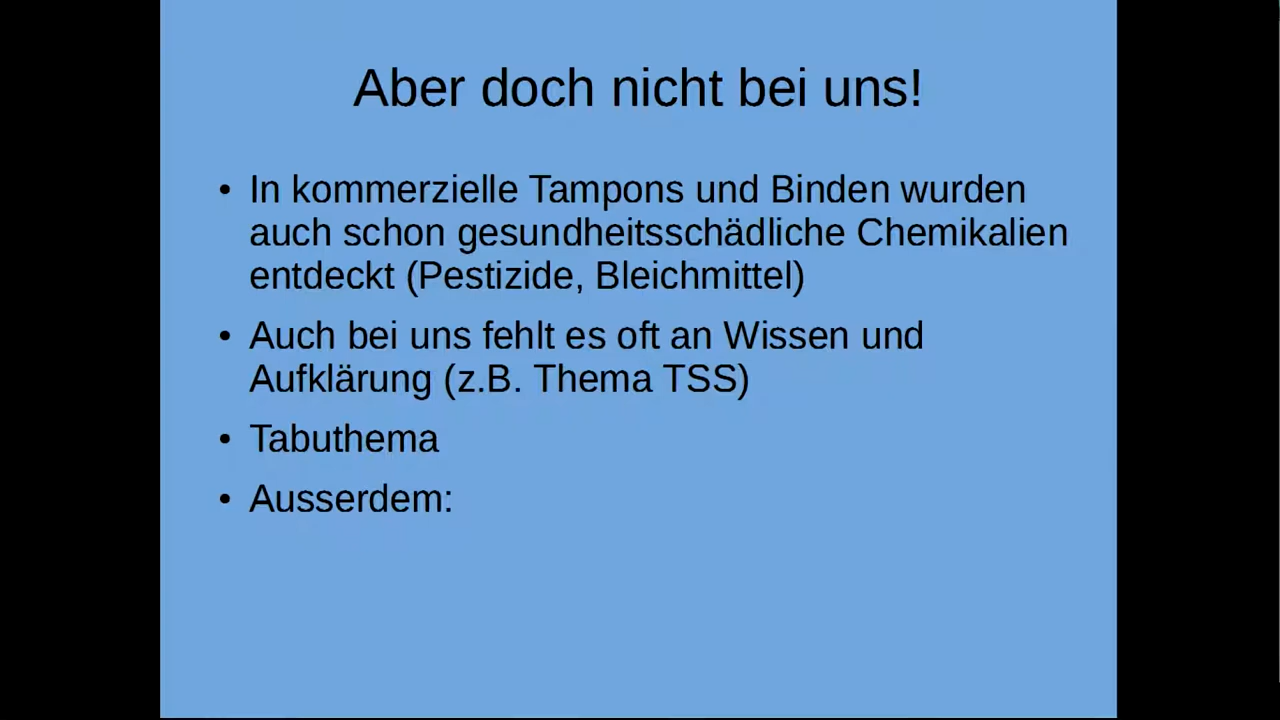 Aber doch nicht bei uns!
• In kommerzielle Tampons und Binden wurden
auch schon gesundheitsschädliche Chemikalien
entdeckt (Pestizide, Bleichmittel)
• Auch bei uns fehlt es oft an Wissen und
Aufklärung (z.B. Thema TSS)
• Tabuthema
• Ausserdem: